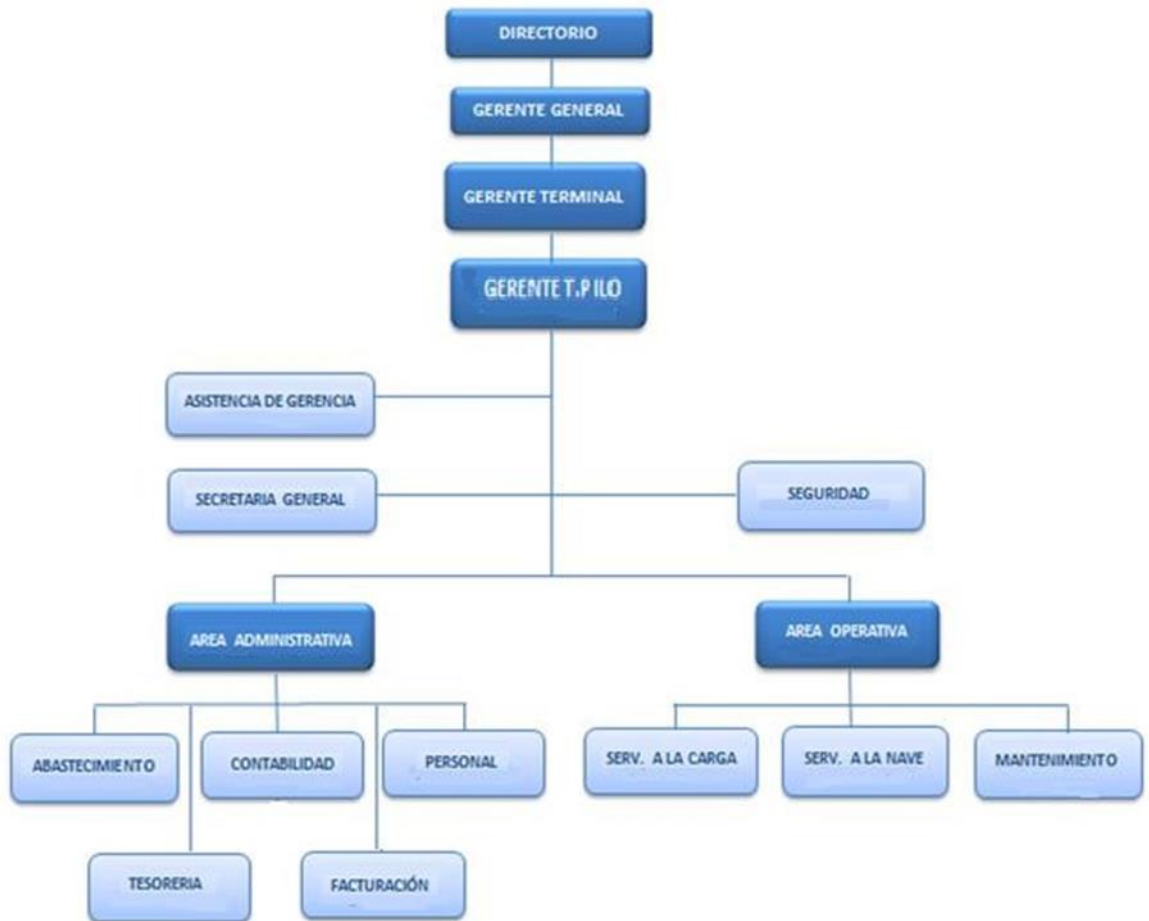 DIRECTORIO
GERENTE GENERAL
GERENTE TERMINAL
GERENTE T.P ILO
ASISTENCIA DE GERENCIA
SECRETARIA GENERAL
SEGURIDAD
AREA ADMINISTRATIVA
AREA OPERATIVA
ABASTECIMIENTO
CONTABILIDAD
PERSONAL
SERV. A LA CARGA
SERV. A LA NAVE
MANTENIMIENTO
TESORERIA
FACTURACIÓN